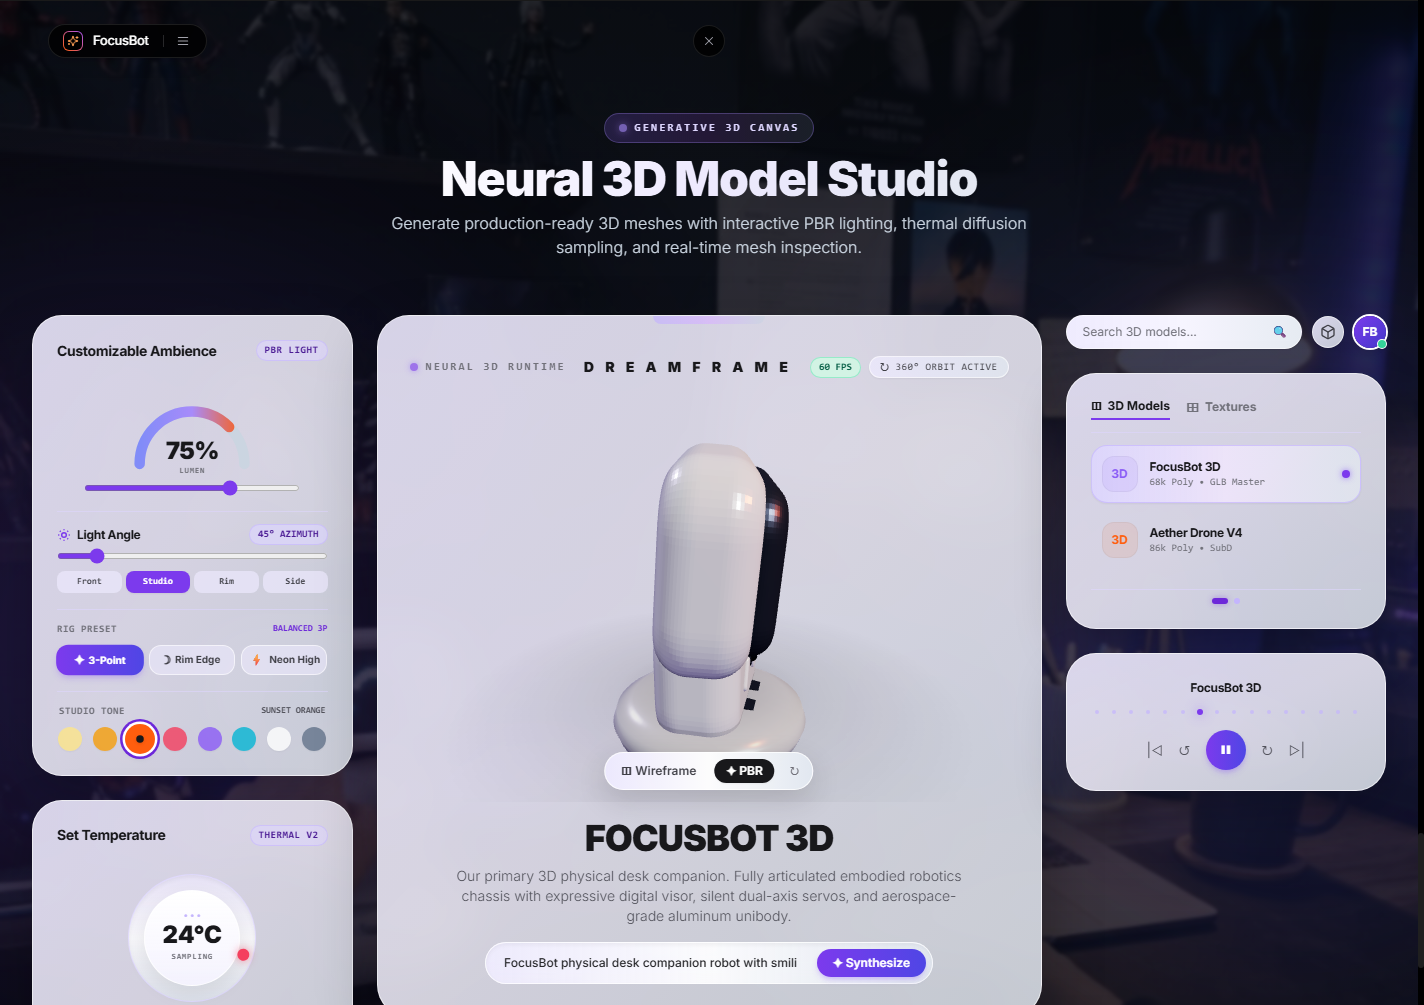 FocusBot
GENERATIVE 3D CANVAS
Neural 3D Model Studio
Generate production-ready 3D meshes with interactive PBR lighting, thermal diffusion
sampling, and real-time mesh inspection.
Customizable Ambience
PBR LIGHT
75%
LUMEN
Light Angle
45° AZIMUTH
Front
Studio
Rim
Side
RIG PRESET
BALANCED 3P
3-Point
Rim Edge
Neon High
STUDIO TONE
SUNSET ORANGE
Set Temperature
THERMAL V2
24°C
SAMPLING
NEURAL 3D RUNTIME
DREAMFRAME
60 FPS
360° ORBIT ACTIVE
Wireframe
PBR
FOCUSBOT 3D
Our primary 3D physical desk companion. Fully articulated embodied robotics
chassis with expressive digital visor, silent dual-axis servos, and aerospace-
grade aluminum unibody.
FocusBot physical desk companion robot with smili
Synthesize
METALLICA
Search 3D models...
FB
3D Models
Textures
3D
FocusBot 3D
68k Poly • GLB Master
3D
Aether Drone V4
86k Poly • SubD
FocusBot 3D